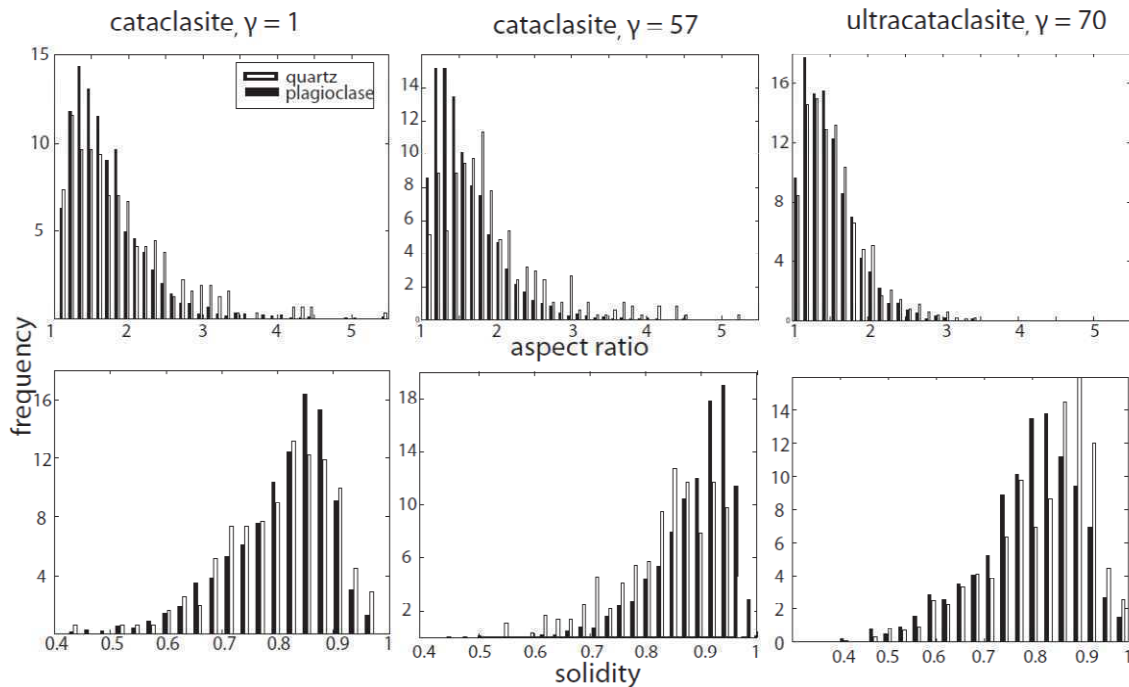 cataclasite, γ = 1
cataclasite, γ = 57
ultracataclasite, γ = 70
15
10
5
quartz
plagioclase
1 2 3 4 5
14
12
10
8
6
4
2
0
1 2 3 4 5
aspect ratio
16
12
8
4
0
1 2 3 4 5
frequency
16
12
8
4
0.4 0.5 0.6 0.7 0.8 0.9 1
18
14
10
6
2
0.4 0.5 0.6 0.7 0.8 0.9 1
solidity
14
12
10
8
6
4
2
0
0.4 0.5 0.6 0.7 0.8 0.9 1